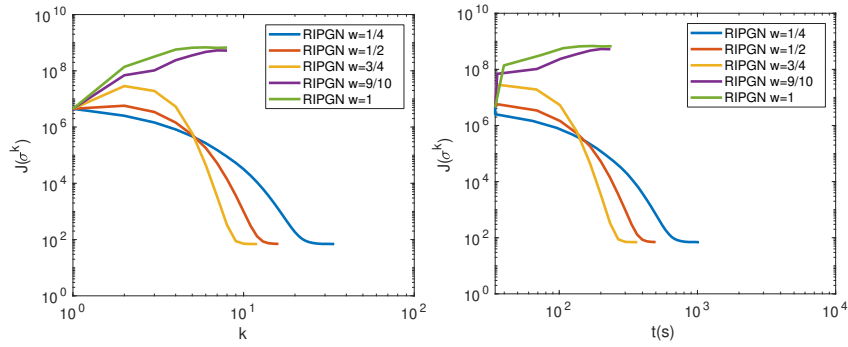 10^10
10^8
10^6
10^4
10^2
10^0
J(σ^k)
10^0
10^1
10^2
k
RIPGN w=1/4
RIPGN w=1/2
RIPGN w=3/4
RIPGN w=9/10
RIPGN w=1
10^10
10^8
10^6
10^4
10^2
10^0
J(σ^k)
10^2
10^3
10^4
t(s)
RIPGN w=1/4
RIPGN w=1/2
RIPGN w=3/4
RIPGN w=9/10
RIPGN w=1